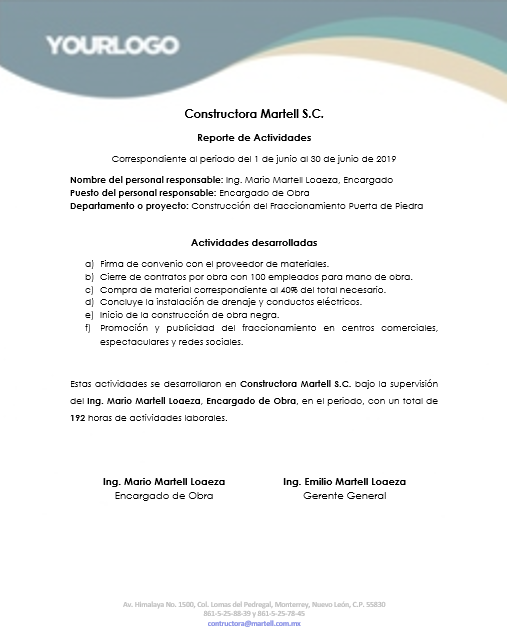 YOURLOGO
Constructora Martell S.C.
Reporte de Actividades
Correspondiente al periodo del 1 de junio al 30 de junio de 2019
Nombre del personal responsable: Ing. Mario Martell Loaeza, Encargado
Puesto del personal responsable: Encargado de Obra
Departamento o proyecto: Construcción del Fraccionamiento Puerta de Piedra
Actividades desarrolladas
a) Firma de convenio con el proveedor de materiales.
b) Cierre de contratos por obra con 100 empleados para mano de obra.
c) Compra de material correspondiente al 40% del total necesario.
d) Concluye la instalación de drenaje y conductos eléctricos.
e) Inicio de la construcción de obra negra.
f) Promoción y publicidad del fraccionamiento en centros comerciales,
espectaculares y redes sociales.
Estas actividades se desarrollaron en Constructora Martell S.C. bajo la supervisión
del Ing. Mario Martell Loaeza, Encargado de Obra, en el periodo, con un total de
192 horas de actividades laborales.
Ing. Mario Martell Loaeza Ing. Emilio Martell Loaeza
Encargado de Obra Gerente General
Av. Himalaya No. 1500, Col. Lomas del Pedregal, Monterrey, Nuevo León, C.P. 55830
861-5-25-88-39 y 861-5-25-78-45
contructora@martell.com.mx